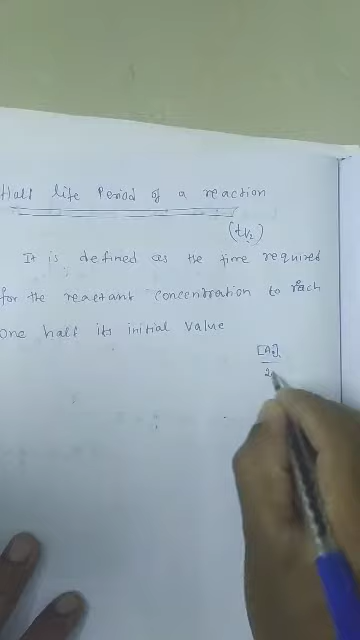 Half life Period of a reaction
(t1/2)
It is defined as the time required
for the reactant concentration to reach
one half its initial value
[A0]
2